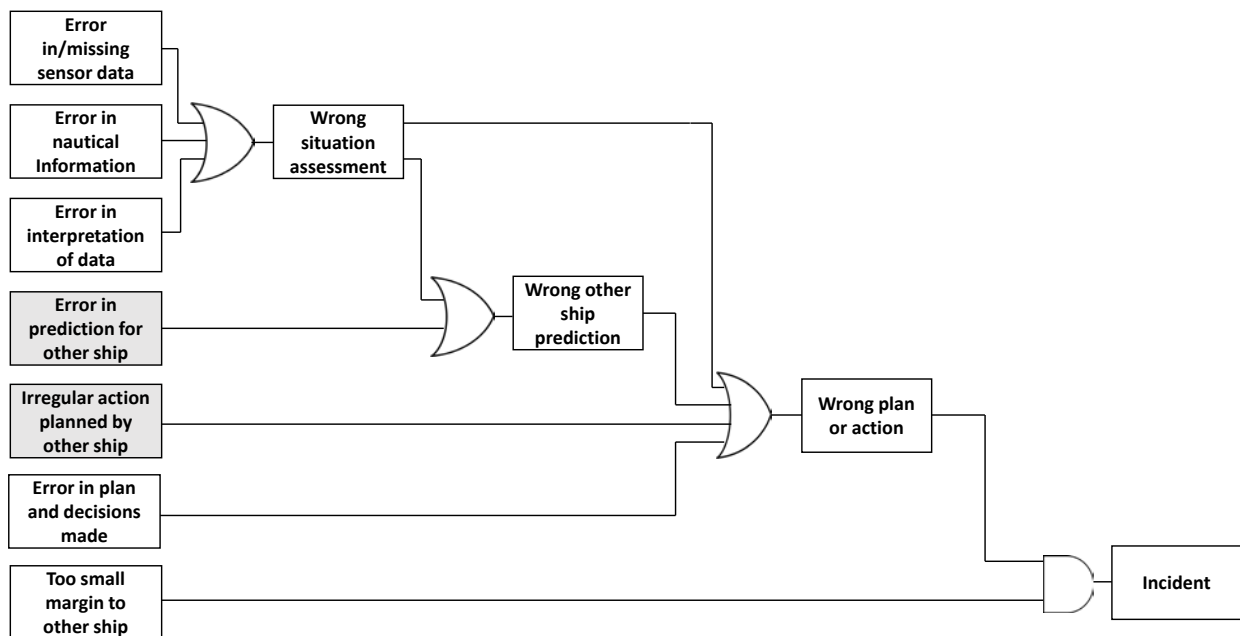 Error
in/missing
sensor data
Error in
nautical
Information
Wrong
situation
assessment
Error in
interpretation
of data
Error in
prediction for
other ship
Wrong other
ship
prediction
Irregular action
planned by
other ship
Wrong plan
or action
Error in plan
and decisions
made
Too small
margin to
other ship
Incident